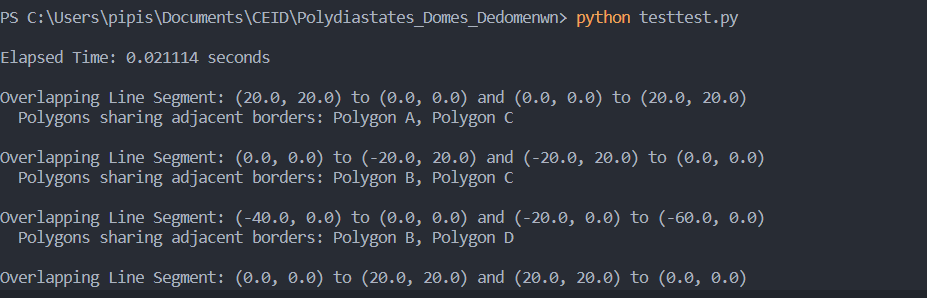 PS C:\Users\pipis\Documents\CEID\Polydiastates_Domes_Dedomenwn> python testtest.py
Elapsed Time: 0.021114 seconds
Overlapping Line Segment: (20.0, 20.0) to (0.0, 0.0) and (0.0, 0.0) to (20.0, 20.0)
Polygons sharing adjacent borders: Polygon A, Polygon C
Overlapping Line Segment: (0.0, 0.0) to (-20.0, 20.0) and (-20.0, 20.0) to (0.0, 0.0)
Polygons sharing adjacent borders: Polygon B, Polygon C
Overlapping Line Segment: (-40.0, 0.0) to (0.0, 0.0) and (-20.0, 0.0) to (-60.0, 0.0)
Polygons sharing adjacent borders: Polygon B, Polygon D
Overlapping Line Segment: (0.0, 0.0) to (20.0, 20.0) and (20.0, 20.0) to (0.0, 0.0)